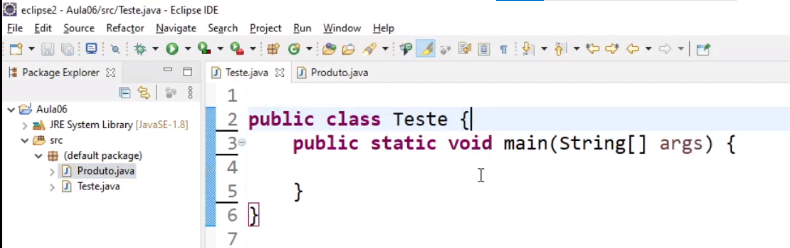 eclipse2 - Aula06/src/Teste.java - Eclipse IDE
File Edit Source Refactor Navigate Search Project Run Window Help
Package Explorer
Teste.java
Produto.java
Aula06
JRE System Library [JavaSE-1.8]
src
(default package)
Produto.java
Teste.java
1
2 public class Teste {
3 public static void main(String[] args) {
4
5 }
6 }
7